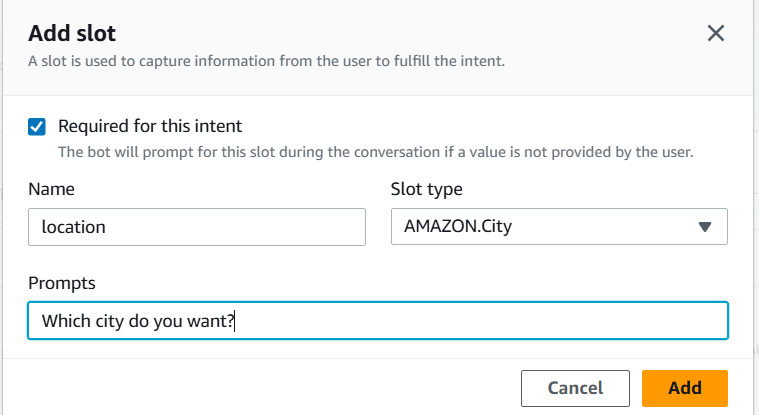 Add slot
A slot is used to capture information from the user to fulfill the intent.
Required for this intent
The bot will prompt for this slot during the conversation if a value is not provided by the user.
Name
Slot type
location
AMAZON.City
Prompts
Which city do you want?
Cancel
Add